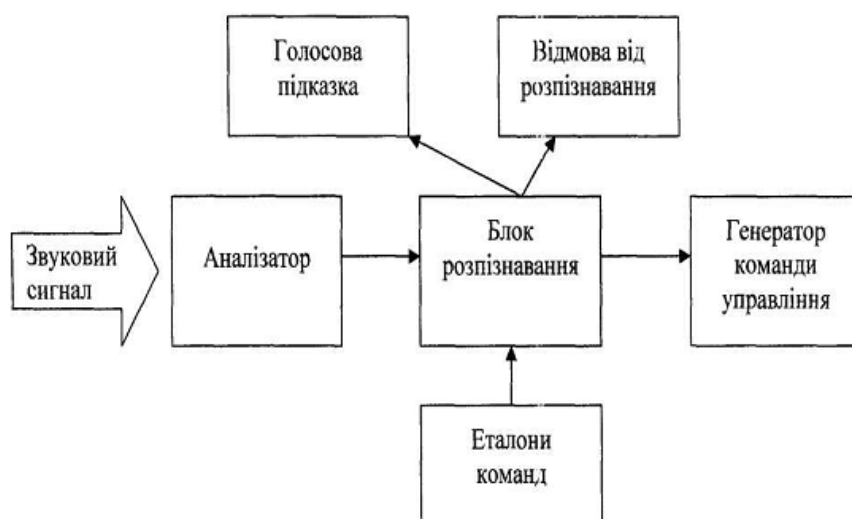 Голосова
підказка
Відмова від
розпізнавання
Звуковий
сигнал
Аналізатор
Блок
розпізнавання
Генератор
команди
управління
Еталони
команд